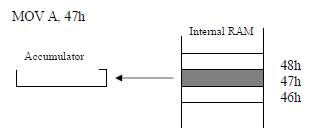 MOV A, 47h
Internal RAM
Accumulator
48h
47h
46h